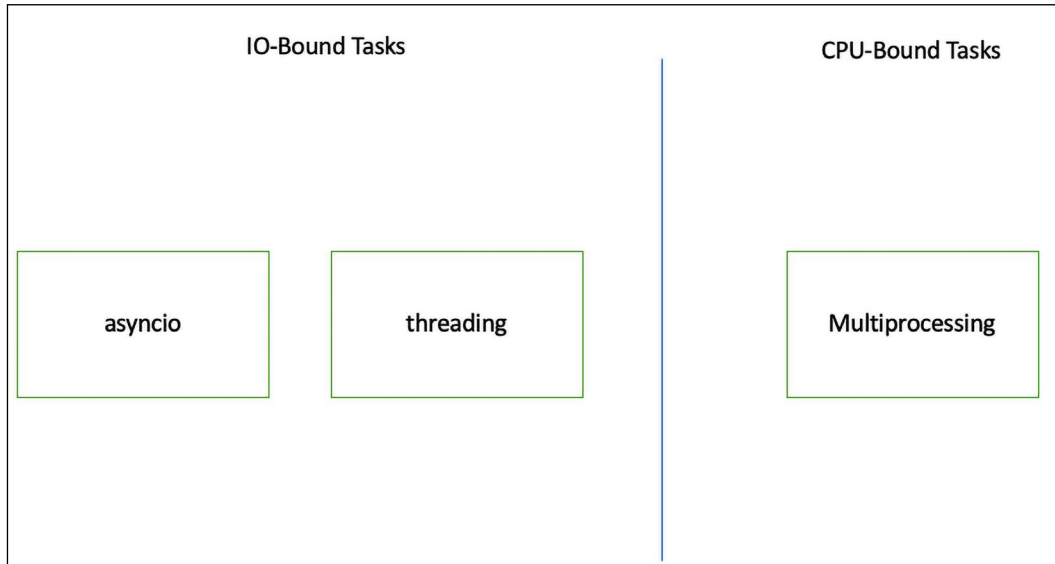 IO-Bound Tasks
CPU-Bound Tasks
asyncio
threading
Multiprocessing